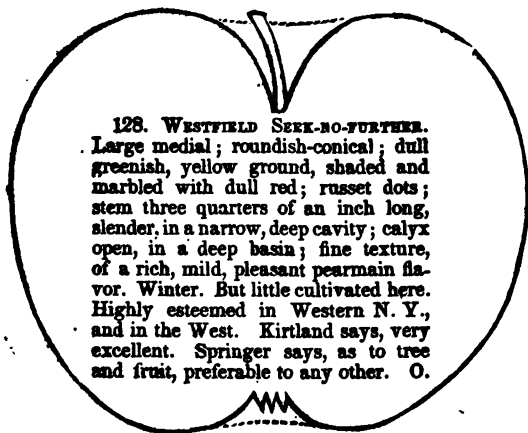 128. Westfield Seek-no-further.
Large medial; roundish-conical; dull
greenish, yellow ground, shaded and
marbled with dull red; russet dots;
stem three quarters of an inch long,
slender, in a narrow, deep cavity; calyx
open, in a deep basin; fine texture,
of a rich, mild, pleasant pearmain fla-
vor. Winter. But little cultivated here.
Highly esteemed in Western N. Y.,
and in the West. Kirtland says, very
excellent. Springer says, as to tree
and fruit, preferable to any other. O.